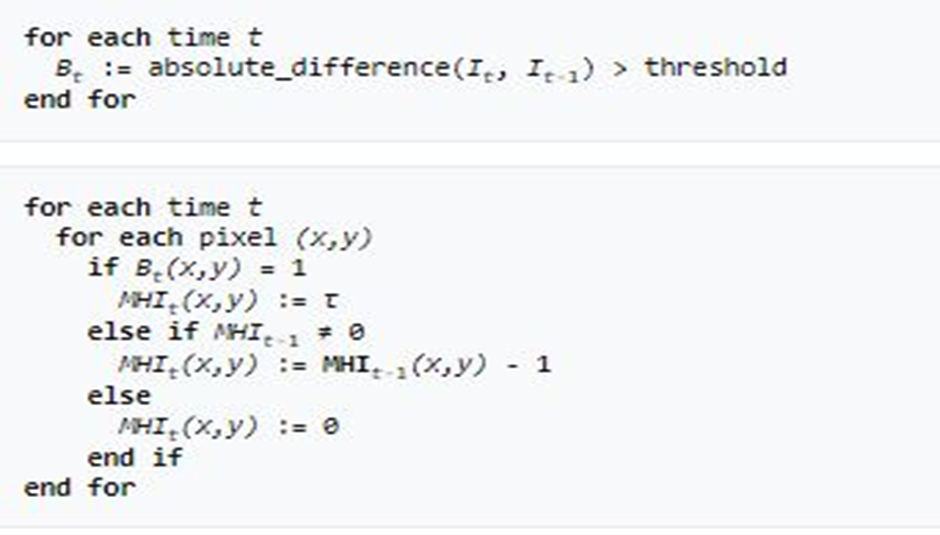 for each time t
Bₜ := absolute_difference(Iₜ, Iₜ₋₁) > threshold
end for
for each time t
for each pixel (x,y)
if Bₜ(x,y) = 1
MHIₜ(x,y) := τ
else if MHIₜ₋₁ ≠ 0
MHIₜ(x,y) := MHIₜ₋₁(x,y) - 1
else
MHIₜ(x,y) := 0
end if
end for